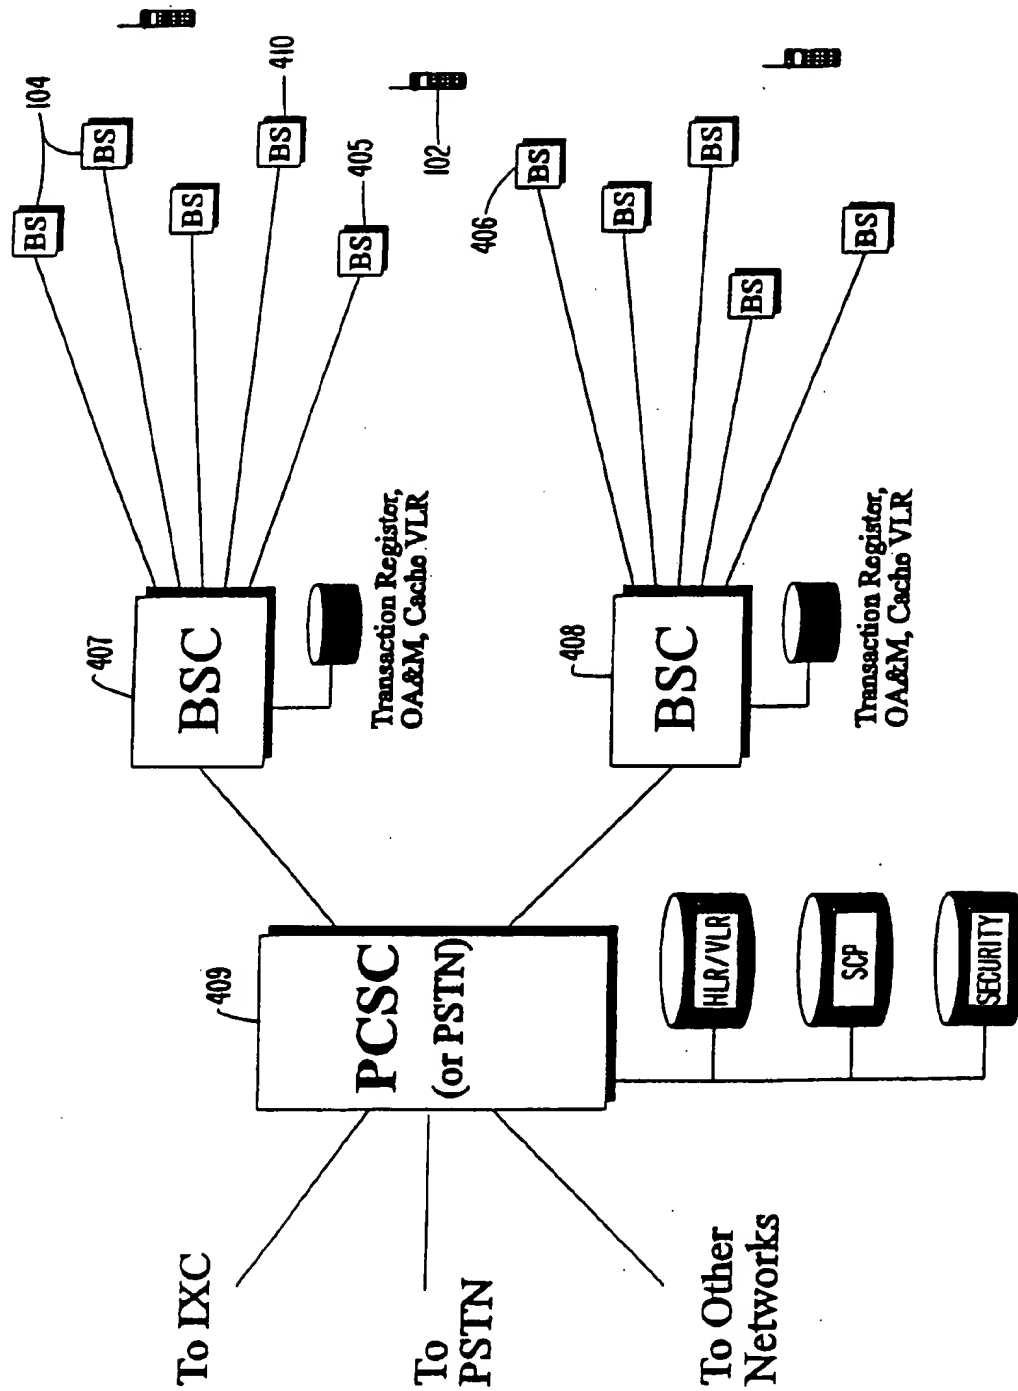 To IXC
To
PSTN
To Other
Networks
409
PCSC
(or PSTN)
HLR/VLR
SCP
SECURITY
407
BSC
Transaction Register,
OA&M, Cache VLR
408
BSC
Transaction Register,
OA&M, Cache VLR
104
BS
BS
BS
BS
410
BS
405
102
406
BS
BS
BS
BS
BS